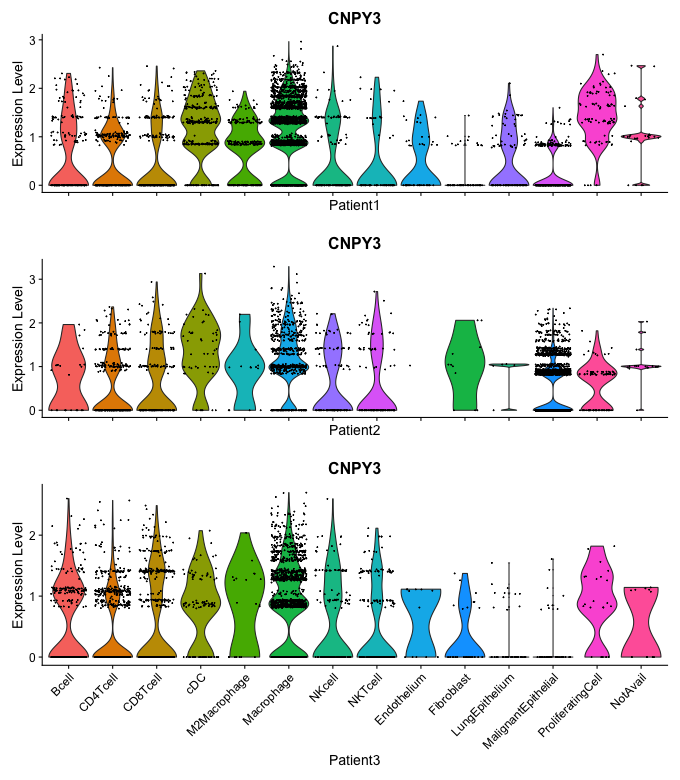 CNPY3
Expression Level
3
2
1
0
Patient1
CNPY3
Expression Level
3
2
1
0
Patient2
CNPY3
Expression Level
2
1
0
Bcell
CD4Tcell
CD8Tcell
cDC
M2Macrophage
Macrophage
NKcell
NKTcell
Endothelium
Fibroblast
LungEpithelium
MalignantEpithelial
ProliferatingCell
NotAvail
Patient3